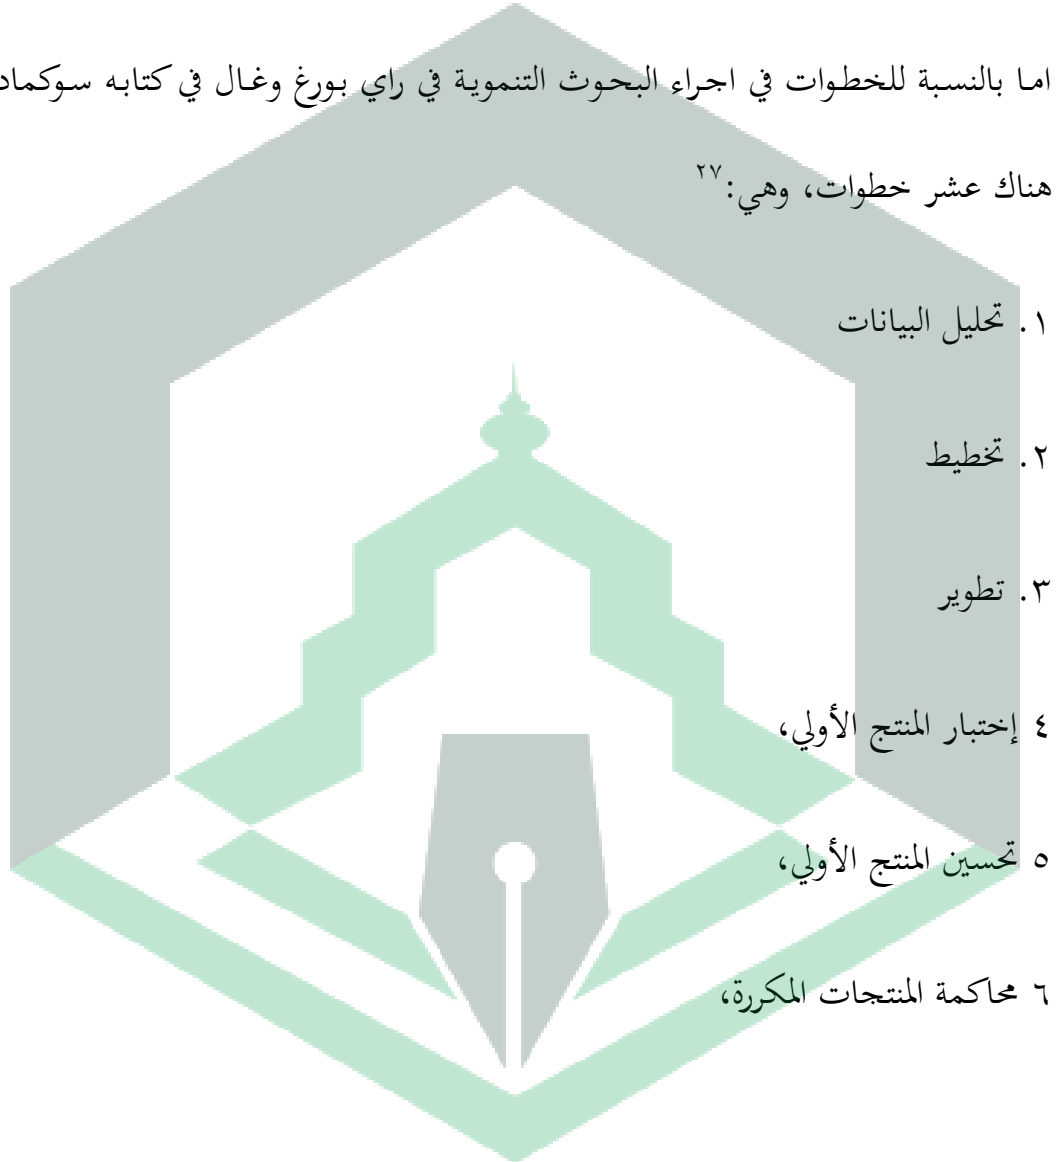 اما بالنسبة للخطوات في اجراء البحوث التنموية في راي بورغ وغال في كتابه سوكماد
هناك عشر خطوات، وهي:٢٧
١. تحليل البيانات
٢. تخطيط
٣. تطوير
٤ إختبار المنتج الأولي،
٥ تحسين المنتج الأولي،
٦ محاكمة المنتجات المكررة،